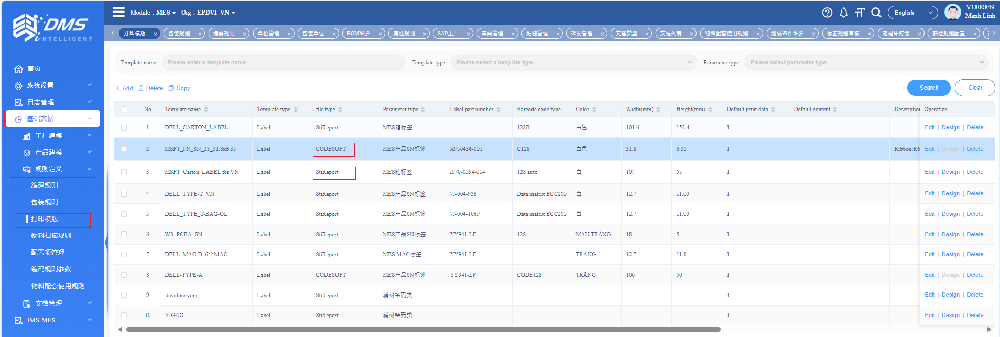 DMS
iNTELLIGENT
Module : MES Org : EPDVI_VN
English
V1800849
Manh Linh
打印模版 × 包装规则 × 编码规则 × 单位管理 × 包装单位 × BOM维护 × 属性规则 × SAP工厂 × 车间管理 × 班别管理 × 线别管理 × 文档类型 × 文档列表 × 物料配套使用规则 × 测试条件维护 × 标签规则审核 × 流程计时器 × 抽检规则配置 ×
首页
系统设置
日志管理
基础数据
工厂建模
产品建模
规则定义
编码规则
包装规则
打印模版
物料扫描规则
配置项管理
编码规则参数
物料配套使用规则
文档管理
IMS-MES
Template name Please enter a template name Template type Please select a template type Parameter type Please select parameter type
+ Add Delete Copy Search Clear
No Template name Template type file type Parameter type Label part number Barcode code type Color Width(mm) Height(mm) Default print data Default content Description Operation
1 DELL_CARTON_LABEL Label StiReport MES箱标签 128B 白色 101.6 152.4 1 Edit | Design | Delete
2 MSFT_PN_SN_23_31.8x6.35 Label CODESOFT MES产品SN标签 X950436-001 C128 白色 31.8 6.35 1 Ribbon:R6 Edit | Design | Delete
3 MSFT_Carton_LABEL for VN Label StiReport MES箱标签 I070-0094-014 128 auto 白 107 55 1 Edit | Design | Delete
4 DELL_TYPE-T_VN Label StiReport MES产品SN标签 7J-004-938 Data matrix ECC200 白 12.7 11.09 1 Edit | Design | Delete
5 DELL_TYPE_T-BAG-OL Label StiReport MES产品SN标签 7J-004-1069 Data matrix ECC200 白 12.7 11.09 1 Edit | Design | Delete
6 WS_PCBA_SN Label StiReport MES产品SN标签 YY941-LF 128 MÀU TRẮNG 18 5 1 Edit | Design | Delete
7 DELL_MAC-D_6个MAC Label StiReport MES MAC标签 YY941-LF TRẮNG 12.7 11.1 1 Edit | Design | Delete
8 DELL-TYPE-A Label CODESOFT MES产品SN标签 YY941-LF CODE128 TRẮNG 100 50 1 Edit | Design | Delete
9 fucaitongyong Label StiReport 辅材条码类 1 Edit | Design | Delete
10 XIGAO Label StiReport 辅材条码类 1 Edit | Design | Delete